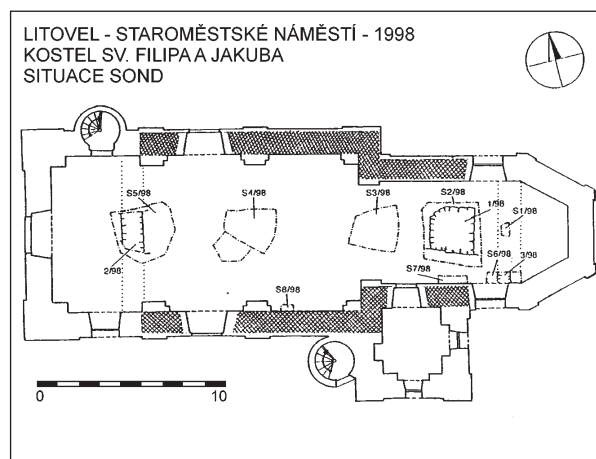 LITOVEL - STAROMĚSTSKÉ NÁMĚSTÍ - 1998
KOSTEL SV. FILIPA A JAKUBA
SITUACE SOND
S5/98
S4/98
S3/98
S2/98
1/98
S1/98
2/98
S6/98
3/98
S7/98
S8/98
0
10